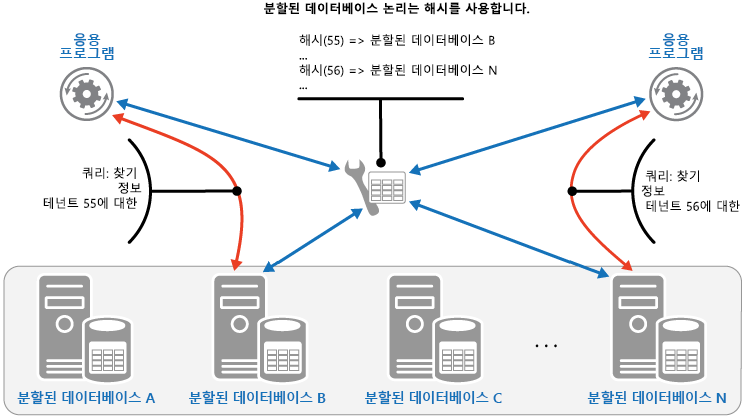 분할된 데이터베이스 논리는 해시를 사용합니다.
해시(55) => 분할된 데이터베이스 B
...
해시(56) => 분할된 데이터베이스 N
...
응용
프로그램
응용
프로그램
쿼리: 찾기
정보
테넌트 55에 대한
쿼리: 찾기
정보
테넌트 56에 대한
...
분할된 데이터베이스 A
분할된 데이터베이스 B
분할된 데이터베이스 C
분할된 데이터베이스 N